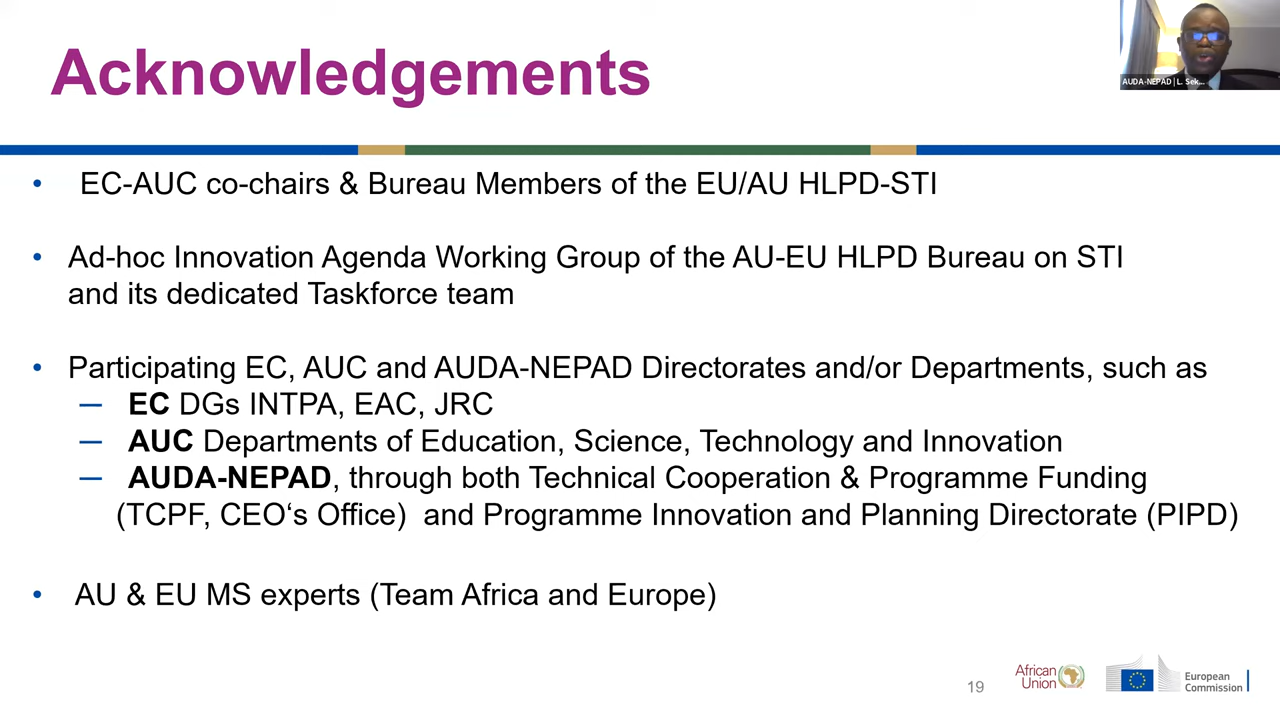 Acknowledgements
AUDA-NEPAD | L. Sek...
• EC-AUC co-chairs & Bureau Members of the EU/AU HLPD-STI
• Ad-hoc Innovation Agenda Working Group of the AU-EU HLPD Bureau on STI
and its dedicated Taskforce team
• Participating EC, AUC and AUDA-NEPAD Directorates and/or Departments, such as
— EC DGs INTPA, EAC, JRC
— AUC Departments of Education, Science, Technology and Innovation
— AUDA-NEPAD, through both Technical Cooperation & Programme Funding
(TCPF, CEO‘s Office) and Programme Innovation and Planning Directorate (PIPD)
• AU & EU MS experts (Team Africa and Europe)
19
African
Union
European
Commission